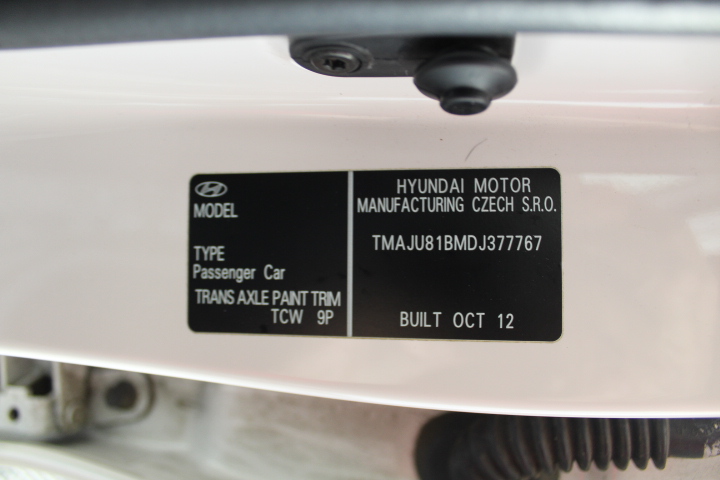 MODEL
TYPE
Passenger Car
TRANS AXLE PAINT TRIM
TCW 9P
HYUNDAI MOTOR
MANUFACTURING CZECH S.R.O.
TMAJU81BMDJ377767
BUILT OCT 12